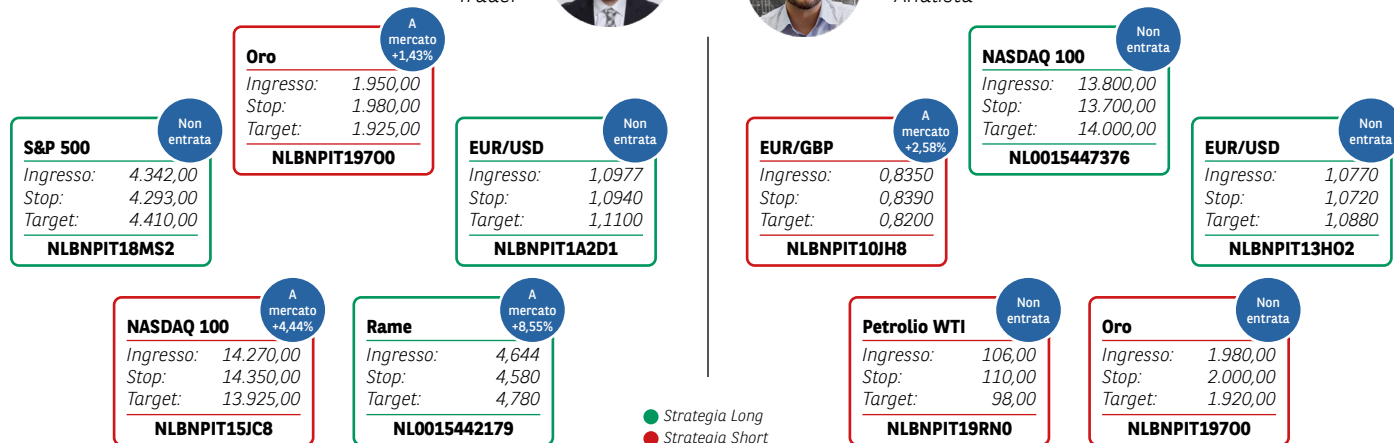 Trader
Analista
A
mercato
+1,43%
Oro
Ingresso: 1.950,00
Stop: 1.980,00
Target: 1.925,00
NLBNPIT19700
Non
entrata
S&P 500
Ingresso: 4.342,00
Stop: 4.293,00
Target: 4.410,00
NLBNPIT18MS2
Non
entrata
EUR/USD
Ingresso: 1,0977
Stop: 1,0940
Target: 1,1100
NLBNPIT1A2D1
A
mercato
+4,44%
NASDAQ 100
Ingresso: 14.270,00
Stop: 14.350,00
Target: 13.925,00
NLBNPIT15JC8
A
mercato
+8,55%
Rame
Ingresso: 4,644
Stop: 4,580
Target: 4,780
NL0015442179
Non
entrata
NASDAQ 100
Ingresso: 13.800,00
Stop: 13.700,00
Target: 14.000,00
NL0015447376
A
mercato
+2,58%
EUR/GBP
Ingresso: 0,8350
Stop: 0,8390
Target: 0,8200
NLBNPIT10JH8
Non
entrata
EUR/USD
Ingresso: 1,0770
Stop: 1,0720
Target: 1,0880
NLBNPIT13HO2
Non
entrata
Petrolio WTI
Ingresso: 106,00
Stop: 110,00
Target: 98,00
NLBNPIT19RN0
Non
entrata
Oro
Ingresso: 1.980,00
Stop: 2.000,00
Target: 1.920,00
NLBNPIT19700
Strategia Long
Strategia Short